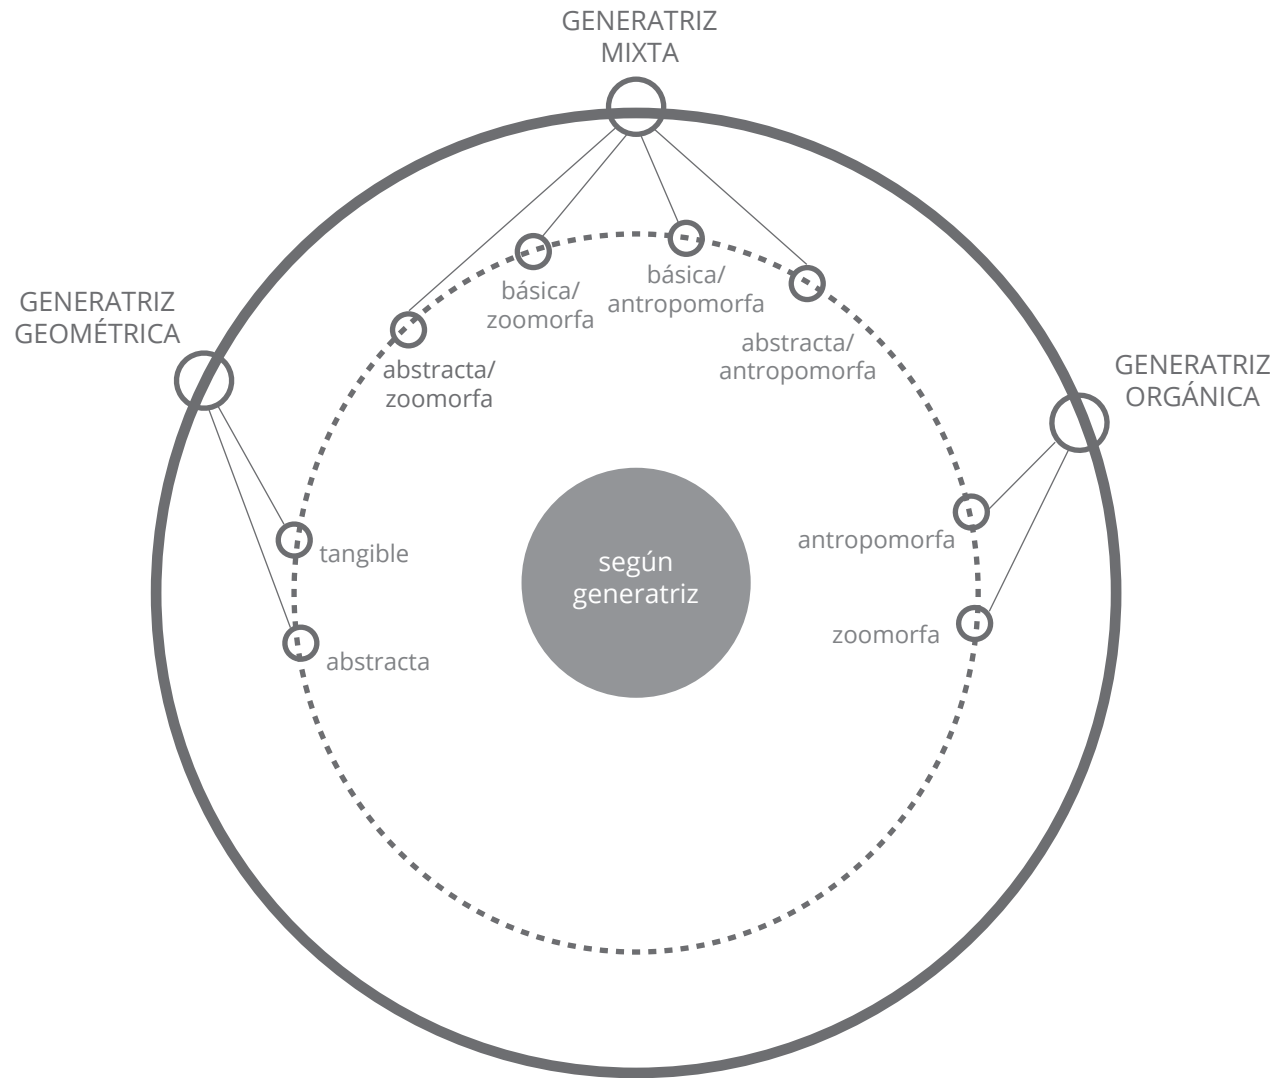 GENERATRIZ
MIXTA
GENERATRIZ
GEOMÉTRICA
básica/
zoomorfa
básica/
antropomorfa
abstracta/
antropomorfa
abstracta/
zoomorfa
GENERATRIZ
ORGÁNICA
tangible
antropomorfa
según
generatriz
abstracta
zoomorfa